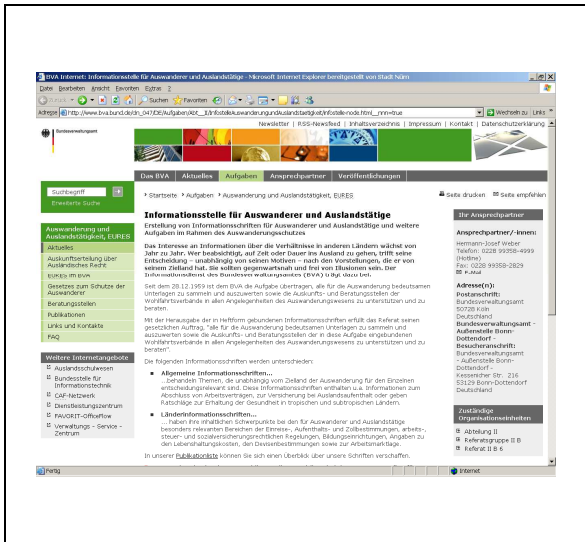 BVA Internet: Informationsstelle für Auswanderer und Auslandstätige - Microsoft Internet Explorer bereitgestellt von Stadt Nürn
Datei Bearbeiten Ansicht Favoriten Extras ?
Zurück Suchen Favoriten
Adresse Wechseln zu Links
Newsletter | RSS-Newsfeed | Inhaltsverzeichnis | Impressum | Kontakt | Datenschutzerklärung
Bundesverwaltungsamt
Das BVA | Aktuelles | Aufgaben | Ansprechpartner | Veröffentlichungen
Suchbegriff
Erweiterte Suche
Startseite Aufgaben Auswanderung und Auslandstätigkeit, EURES
Seite drucken Seite empfehlen
Auswanderung und
Auslandstätigkeit, EURES
Aktuelles
Auskunftserteilung über
Ausländisches Recht
EURES im BVA
Gesetzes zum Schutze der
Auswanderer
Beratungsstellen
Publikationen
Links und Kontakte
FAQ
Weitere Internetangebote
Auslandsschulwesen
Bundesstelle für
Informationstechnik
CAF-Netzwerk
Dienstleistungszentrum
FAVORIT-OfficeFlow
Verwaltungs - Service -
Zentrum
Informationsstelle für Auswanderer und Auslandstätige
Erstellung von Informationsschriften für Auswanderer und Auslandstätige und weitere
Aufgaben im Rahmen des Auswanderungsschutzes
Das Interesse an Informationen über die Verhältnisse in anderen Ländern wächst von
Jahr zu Jahr. Wer beabsichtigt, auf Zeit oder Dauer ins Ausland zu gehen, trifft seine
Entscheidung - unabhängig von seinen Motiven - nach den Vorstellungen, die er von
seinem Zielland hat. Sie sollten gegenwartsnah und frei von Illusionen sein. Der
Informationsdienst des Bundesverwaltungsamtes (BVA) trägt dazu bei.
Seit dem 28.12.1959 ist dem BVA die Aufgabe übertragen, alle für die Auswanderung bedeutsamen
Unterlagen zu sammeln und auszuwerten sowie die Auskunfts- und Beratungsstellen der
Wohlfahrtsverbände in allen Angelegenheiten des Auswanderungswesens zu unterstützen und zu
beraten.
Mit der Herausgabe der in Heftform gebundenen Informationsschriften erfüllt das Referat seinen
gesetzlichen Auftrag, "alle für die Auswanderung bedeutsamen Unterlagen zu sammeln und
auszuwerten sowie die Auskunfts- und Beratungsstellen der in diese Aufgabe eingebundenen
Wohlfahrtsverbände in allen Angelegenheiten des Auswanderungswesens zu unterstützen und zu
beraten".
Die folgenden Informationsschriften werden unterschieden:
Allgemeine Informationsschriften...
...behandeln Themen, die unabhängig vom Zielland der Auswanderung für den Einzelnen
entscheidungsrelevant sind. Diese Informationsschriften enthalten u.a. Informationen zum
Abschluss von Arbeitsverträgen, zur Versicherung bei Auslandsaufenthalt oder geben
Ratschläge zur Erhaltung der Gesundheit in tropischen und subtropischen Ländern.
Länderinformationsschriften...
... haben ihre inhaltlichen Schwerpunkte bei den für Auswanderer und Auslandstätige
besonders relevanten Bereichen der Einreise-, Aufenthalts- und Zollbestimmungen, arbeits-,
steuer- und sozialversicherungsrechtlichen Regelungen, Bildungseinrichtungen, Angaben zu
den Lebenshaltungskosten, den Devisenbestimmungen sowie zur Arbeitsmarktlage.
In unserer Publikationliste können Sie sich einen Überblick über unsere Schriften verschaffen.
Ihr Ansprechpartner
Ansprechpartner/-innen:
Hermann-Josef Weber
Telefon: 0228 99358-4999
(Hotline)
Fax: 0228 99358-2829
E-Mail
Adresse(n):
Postanschrift:
Bundesverwaltungsamt
50728 Köln
Deutschland
Bundesverwaltungsamt -
Außenstelle Bonn-
Dottendorf -
Besucheranschrift:
Bundesverwaltungsamt
- Außenstelle Bonn-
Dottendorf -
Kessenicher Str. 216
53129 Bonn-Dottendorf
Deutschland
Zuständige
Organisationseinheiten
Abteilung II
Referatsgruppe II B
Referat II B 6
Fertig
Internet